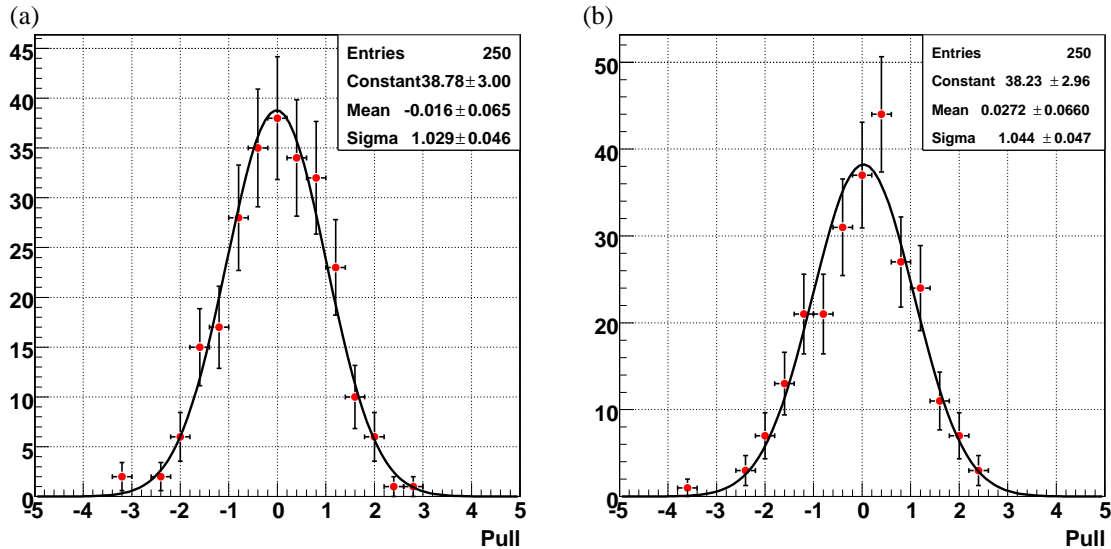 (a)
Entries 250
Constant 38.78 ± 3.00
Mean -0.016 ± 0.065
Sigma 1.029 ± 0.046
45
40
35
30
25
20
15
10
5
0
-5 -4 -3 -2 -1 0 1 2 3 4 5
Pull
(b)
Entries 250
Constant 38.23 ± 2.96
Mean 0.0272 ± 0.0660
Sigma 1.044 ± 0.047
50
40
30
20
10
0
-5 -4 -3 -2 -1 0 1 2 3 4 5
Pull